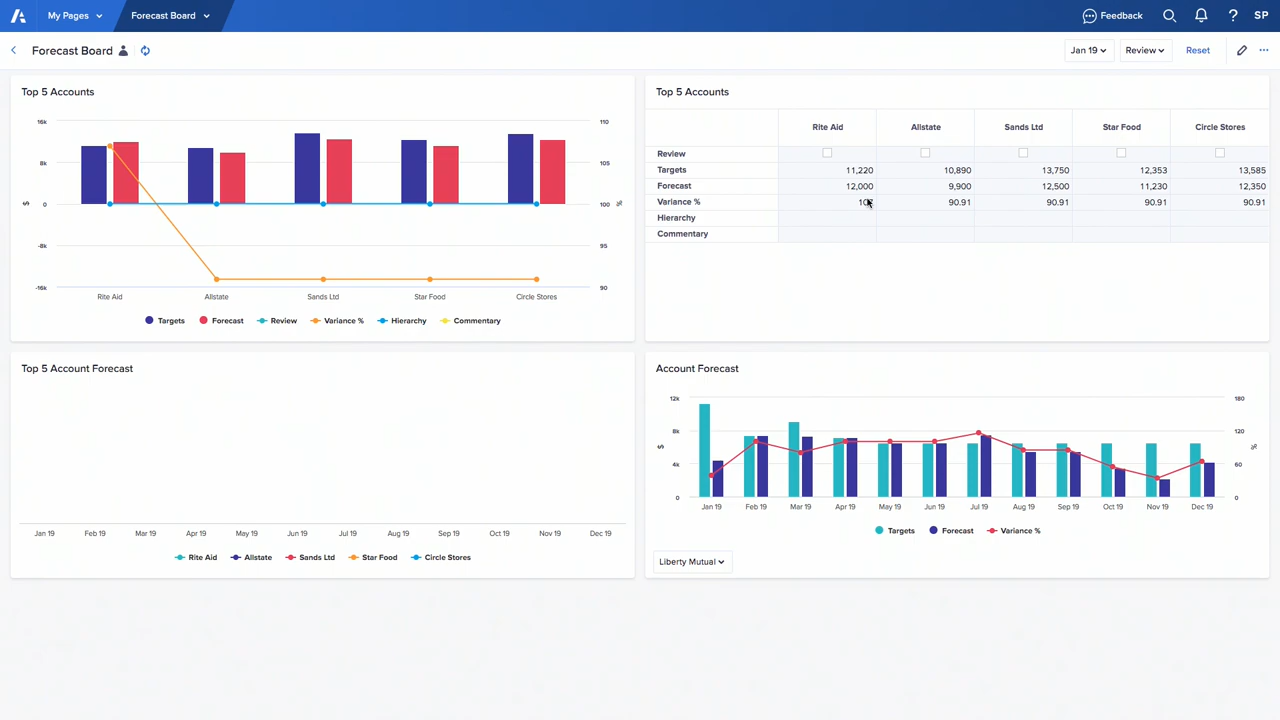 My Pages
Forecast Board
Feedback
?
SP
Forecast Board
Jan 19
Review
Reset
Top 5 Accounts
16k
8k
0
-8k
-16k
$
110
105
100
95
90
%
Rite Aid Allstate Sands Ltd Star Food Circle Stores
Targets Forecast Review Variance % Hierarchy Commentary
Top 5 Accounts
Rite Aid Allstate Sands Ltd Star Food Circle Stores
Review
Targets 11,220 10,890 13,750 12,353 13,585
Forecast 12,000 9,900 12,500 11,230 12,350
Variance % 90.91 90.91 90.91 90.91
Hierarchy
Commentary
Top 5 Account Forecast
Jan 19 Feb 19 Mar 19 Apr 19 May 19 Jun 19 Jul 19 Aug 19 Sep 19 Oct 19 Nov 19 Dec 19
Rite Aid Allstate Sands Ltd Star Food Circle Stores
Account Forecast
12k
8k
4k
0
$
180
120
60
0
%
Jan 19 Feb 19 Mar 19 Apr 19 May 19 Jun 19 Jul 19 Aug 19 Sep 19 Oct 19 Nov 19 Dec 19
Targets Forecast Variance %
Liberty Mutual